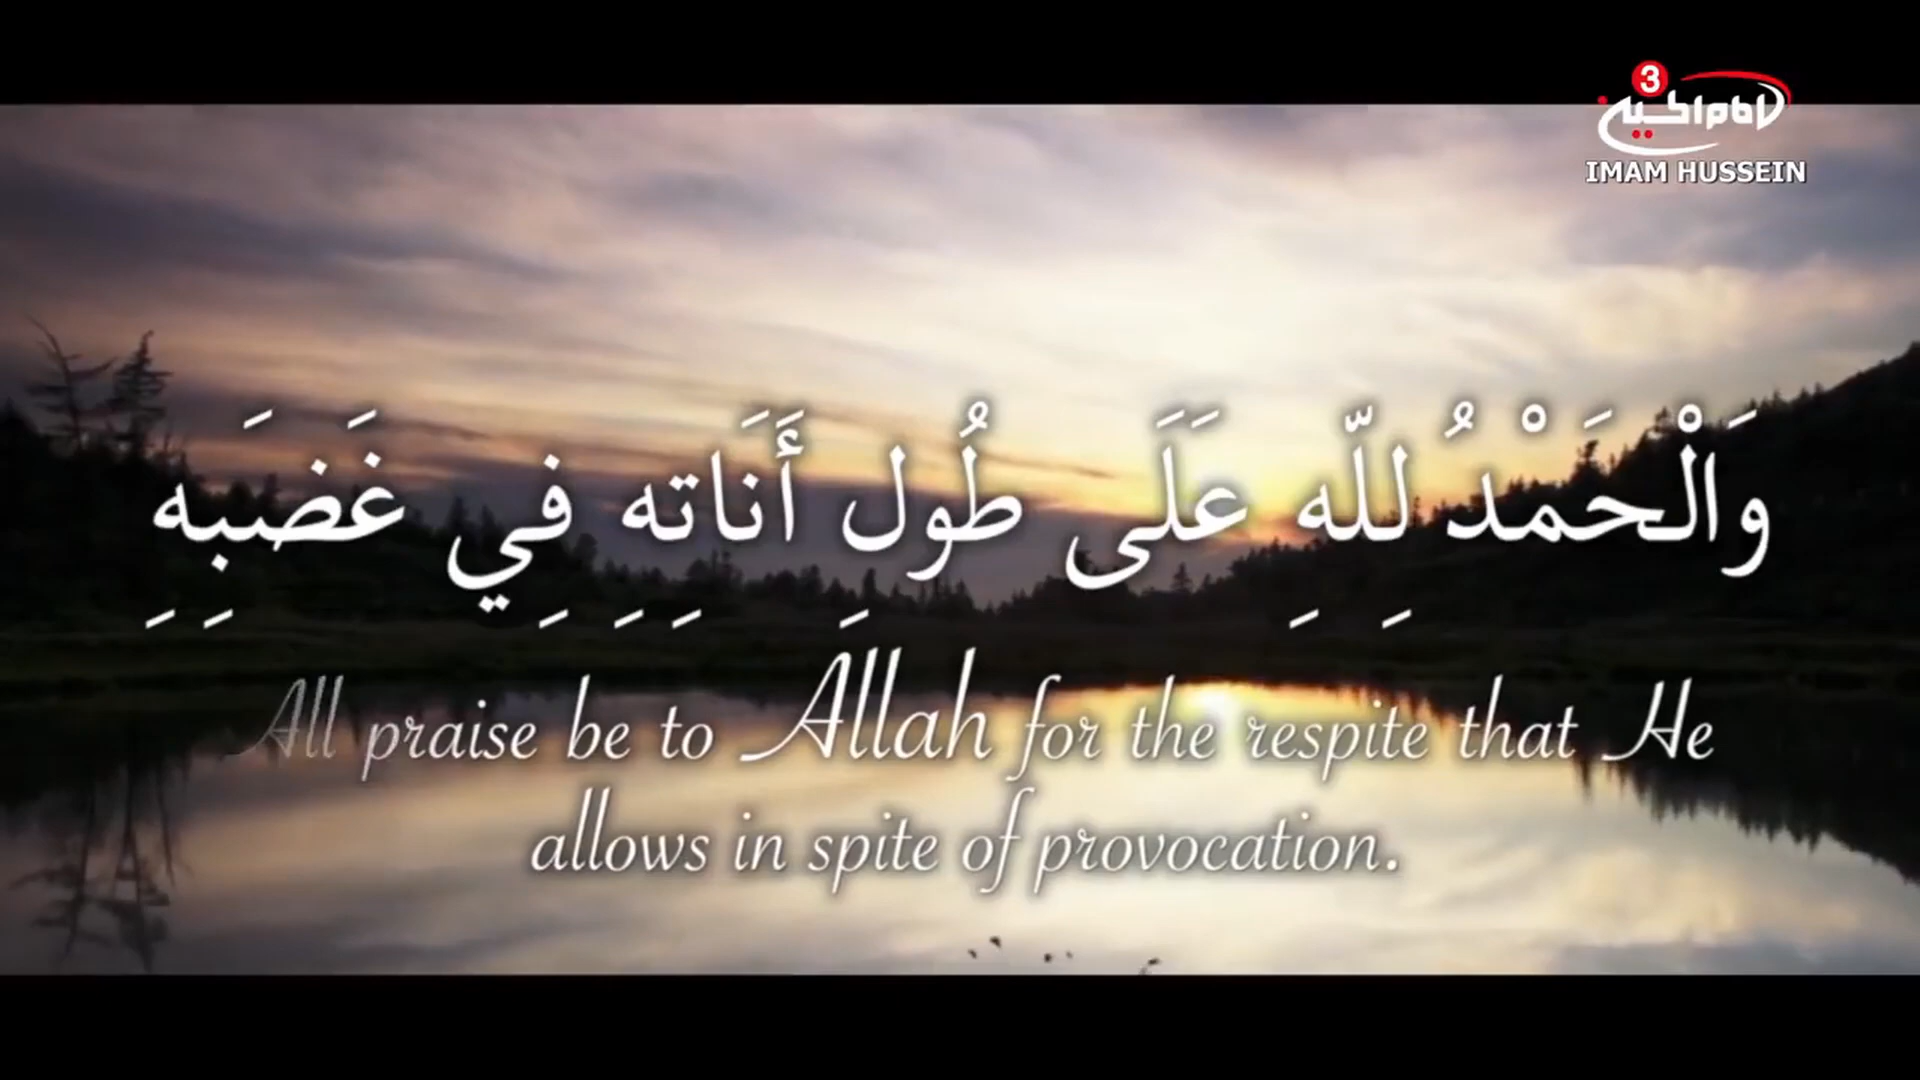 3
الإمام الحسين
IMAM HUSSEIN
وَالْحَمْدُ لِلّهِ عَلَى طُولِ أَنَاتِهِ فِي غَضَبِهِ
All praise be to Allah for the respite that He
allows in spite of provocation.